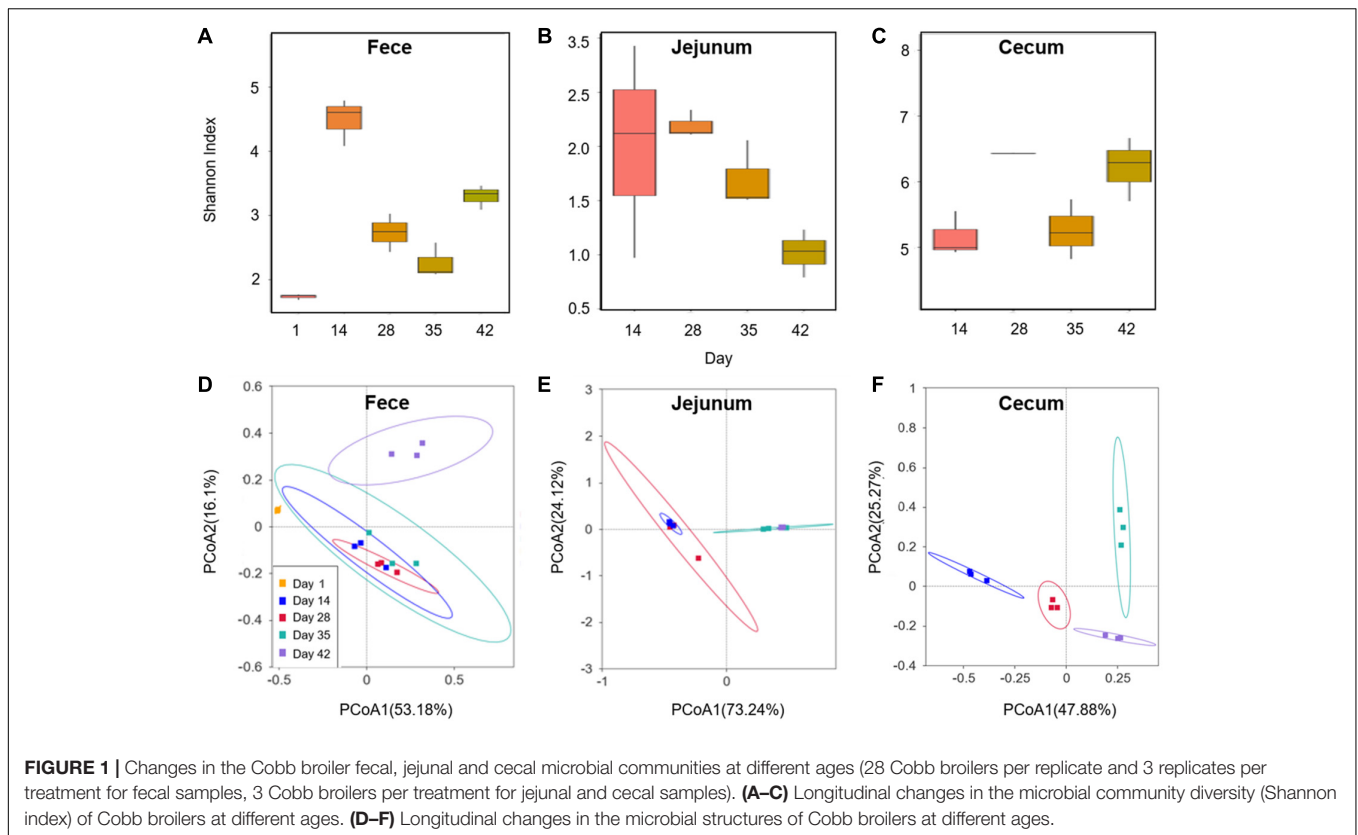 A
Fece
B
Jejunum
C
Cecum
Shannon Index
5
4
3
2
1 14 28 35 42
3.5
2.5
2.0
1.5
1.0
0.5
14 28 35 42
8
7
6
5
14 28 35 42
Day
D
Fece
E
Jejunum
F
Cecum
PCoA2(16.1%)
0.6
0.4
0.2
0
-0.2
-0.4
-0.6
Day 1
Day 14
Day 28
Day 35
Day 42
-0.5 0 0.5
PCoA1(53.18%)
PCoA2(24.12%)
3
2
1
0
-1
-2
-3
-1 0
PCoA1(73.24%)
PCoA2(25.27%)
1
0.8
0.6
0.4
0.2
0
-0.2
-0.4
-0.5 -0.25 0 0.25
PCoA1(47.88%)
FIGURE 1 | Changes in the Cobb broiler fecal, jejunal and cecal microbial communities at different ages (28 Cobb broilers per replicate and 3 replicates per
treatment for fecal samples, 3 Cobb broilers per treatment for jejunal and cecal samples). (A–C) Longitudinal changes in the microbial community diversity (Shannon
index) of Cobb broilers at different ages. (D–F) Longitudinal changes in the microbial structures of Cobb broilers at different ages.